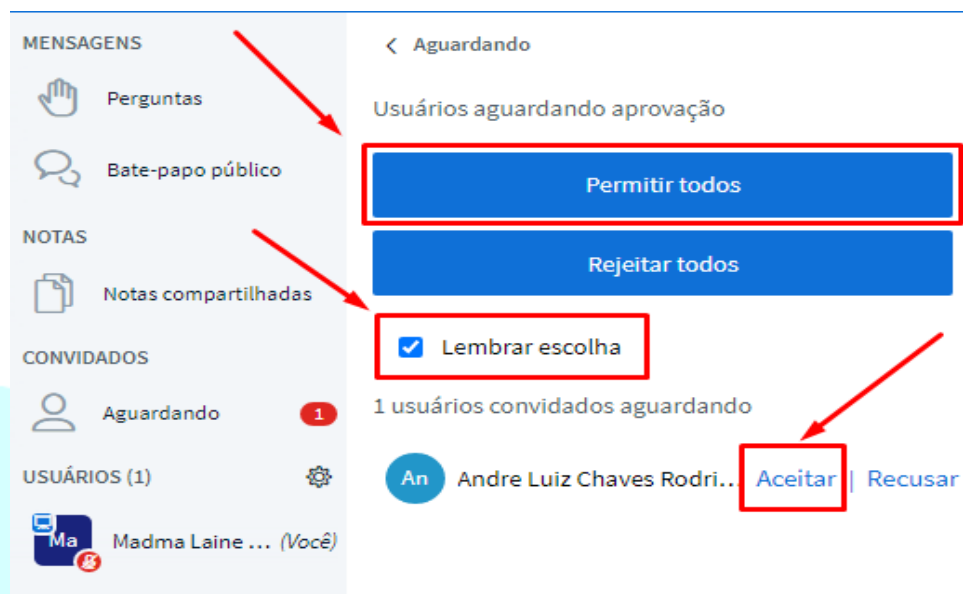 MENSAGENS
Perguntas
Bate-papo público
NOTAS
Notas compartilhadas
CONVIDADOS
Aguardando 1
USUÁRIOS (1)
Ma
Madma Laine ... (Você)
Aguardando
Usuários aguardando aprovação
Permitir todos
Rejeitar todos
Lembrar escolha
1 usuários convidados aguardando
An Andre Luiz Chaves Rodri... Aceitar | Recusar